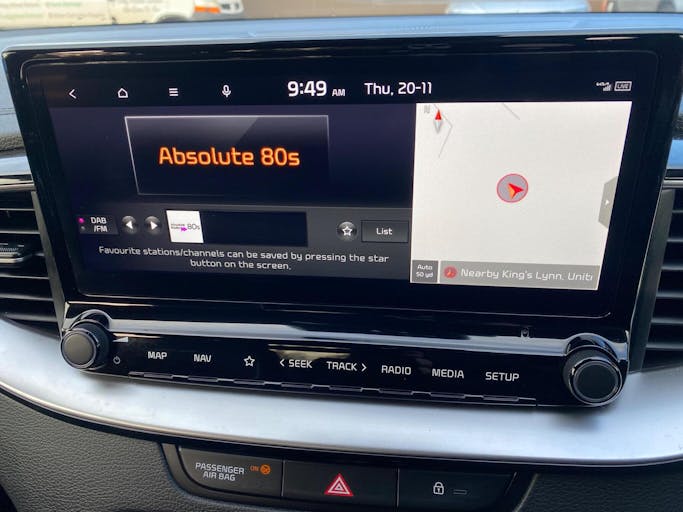 9:49 AM Thu, 20-11
LIVE
N
Absolute 80s
DAB
/FM
80s
List
Favourite stations/channels can be saved by pressing the star
button on the screen.
Auto
50 yd
Nearby King's Lynn, Unit
MAP
NAV
< SEEK
TRACK >
RADIO
MEDIA
SETUP
PASSENGER
AIR BAG
ON